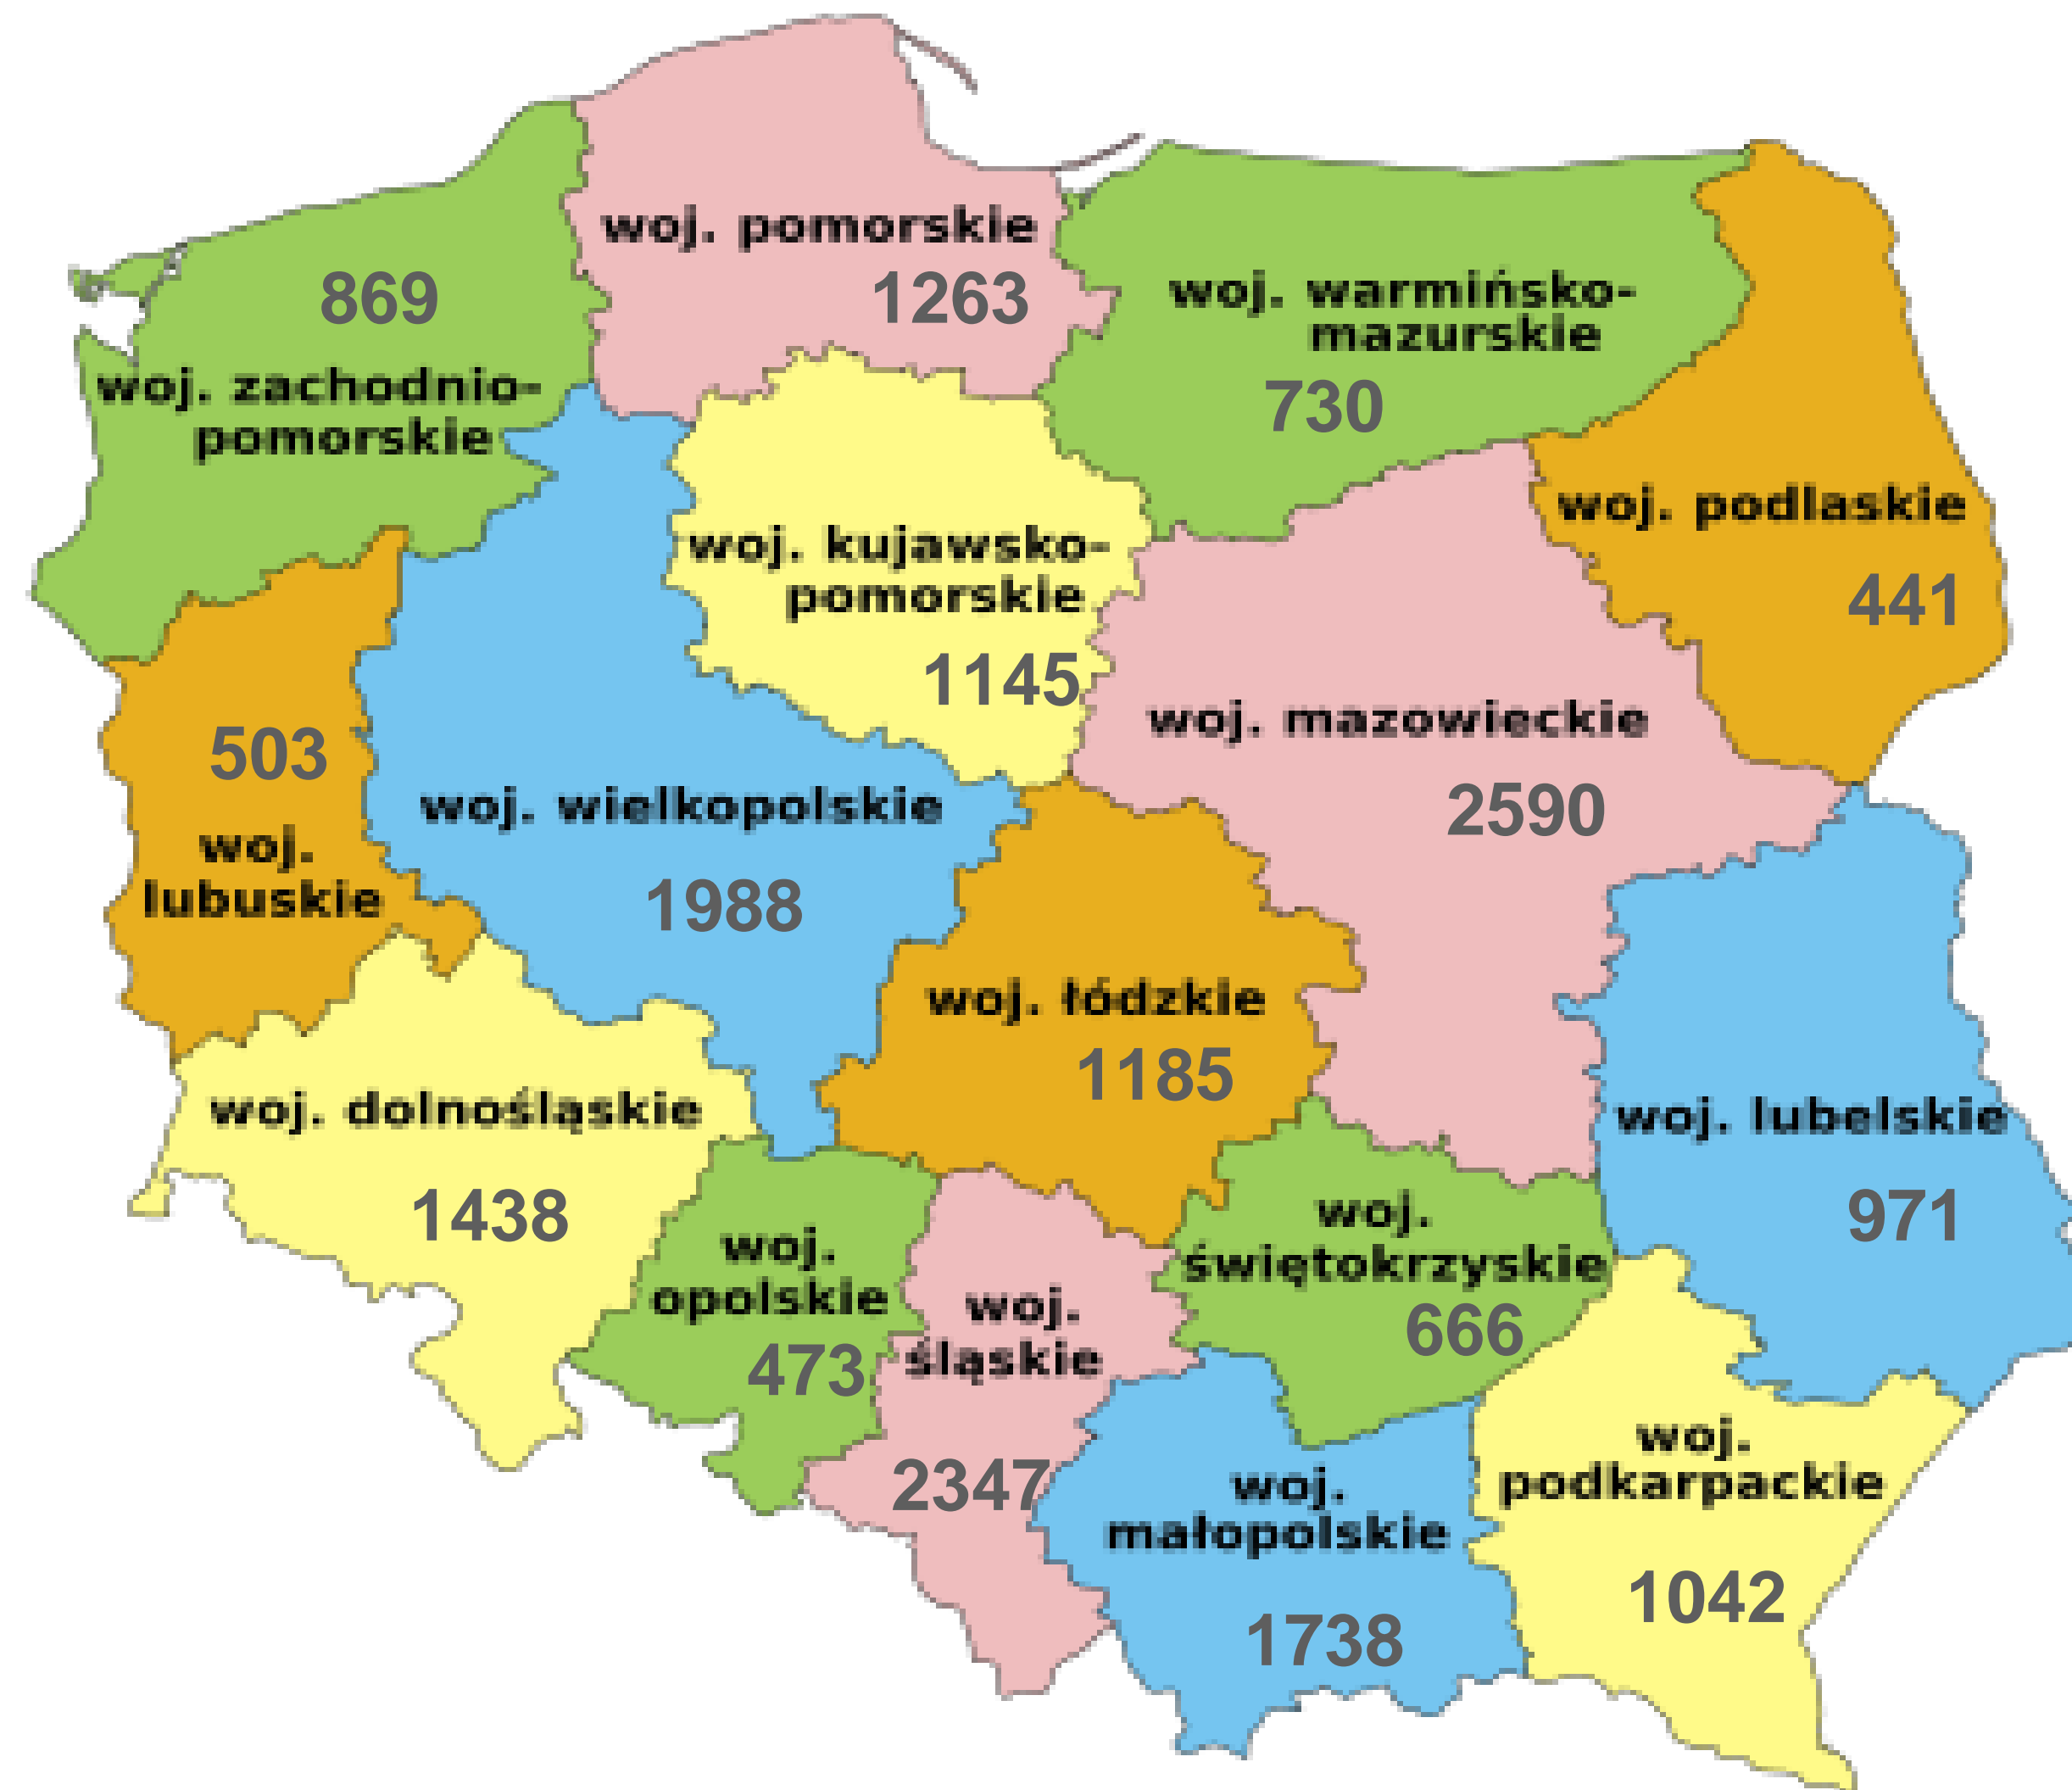 woj. pomorskie
1263
869
woj. zachodnio-
pomorskie
woj. warmińsko-
mazurskie
730
woj. podlaskie
441
woj. kujawsko-
pomorskie
1145
woj. mazowieckie
2590
503
woj.
lubuskie
woj. wielkopolskie
1988
woj. łódzkie
1185
woj. dolnośląskie
1438
woj. lubelskie
971
woj.
opolskie
473
woj.
śląskie
2347
woj.
świętokrzyskie
666
woj.
małopolskie
1738
woj.
podkarpackie
1042